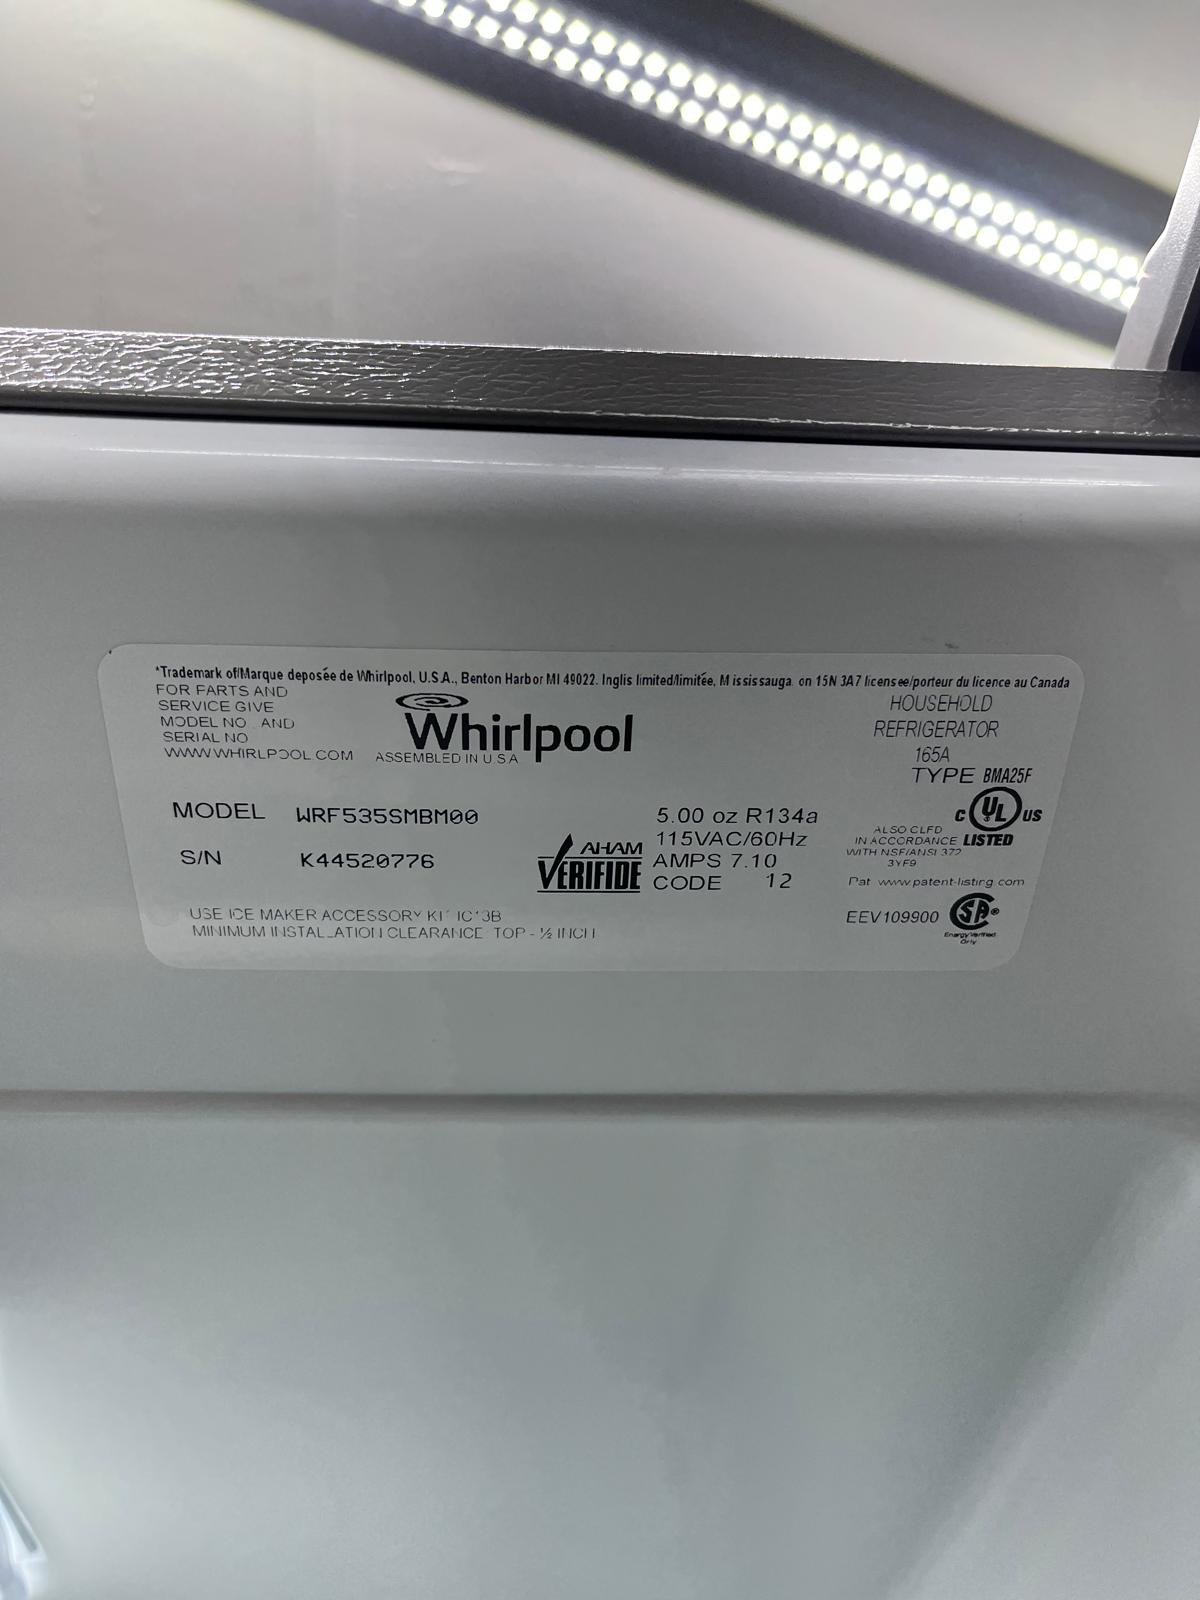 *Trademark of/Marque deposée de Whirlpool, U.S.A., Benton Harbor MI 49022. Inglis limited/limitée, Mississauga, on 15N 3A7 licensee/porteur du licence au Canada
FOR PARTS AND
SERVICE GIVE
MODEL NO. AND
SERIAL NO
WWW.WHIRLPOOL.COM
Whirlpool
ASSEMBLED IN U.S.A
HOUSEHOLD
REFRIGERATOR
165A
TYPE BMA25F
MODEL WRF535SMBM00
S/N K44520776
AHAM
VERIFIDE
5.00 oz R134a
115VAC/60Hz
AMPS 7.10
CODE 12
C UL US
LISTED
ALSO CLFD
IN ACCORDANCE
WITH NSF/ANSI 372
3YF9
Pat www.patent-listing.com
EEV109900
SA
Energy Verified
Only
USE ICE MAKER ACCESSORY KIT
MINIMUM INSTALLATION CLEARANCE: TOP - ½ INCH